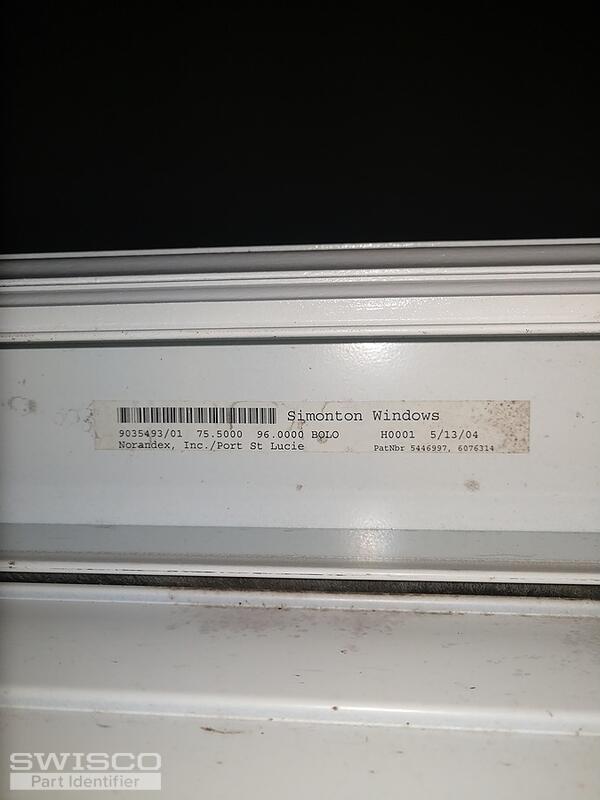 Simonton Windows
9035493/01 75.5000 96.0000 BOLO H0001 5/13/04
Norandex, Inc./Port St Lucie PatNbr 5446997, 6076314
SWISCO
Part Identifier